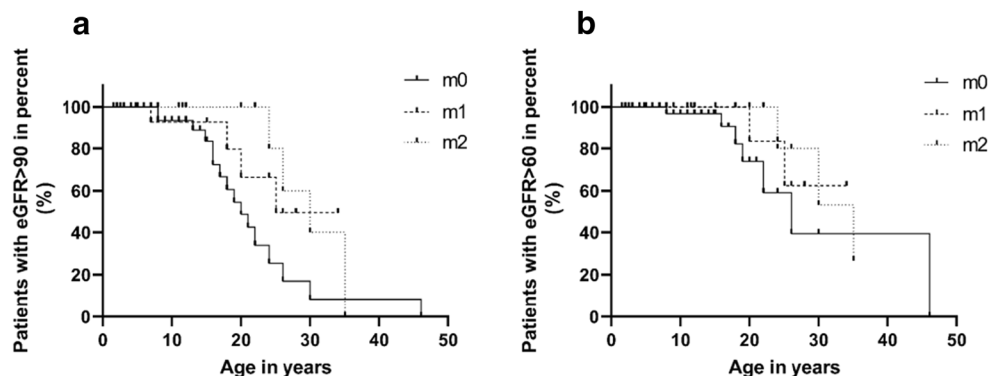 a
Patients with eGFR>90 in percent
(%)
100
80
60
40
20
0
0 10 20 30 40 50
Age in years
m0
m1
m2
b
Patients with eGFR>60 in percent
(%)
100
80
60
40
20
0
0 10 20 30 40 50
Age in years
m0
m1
m2